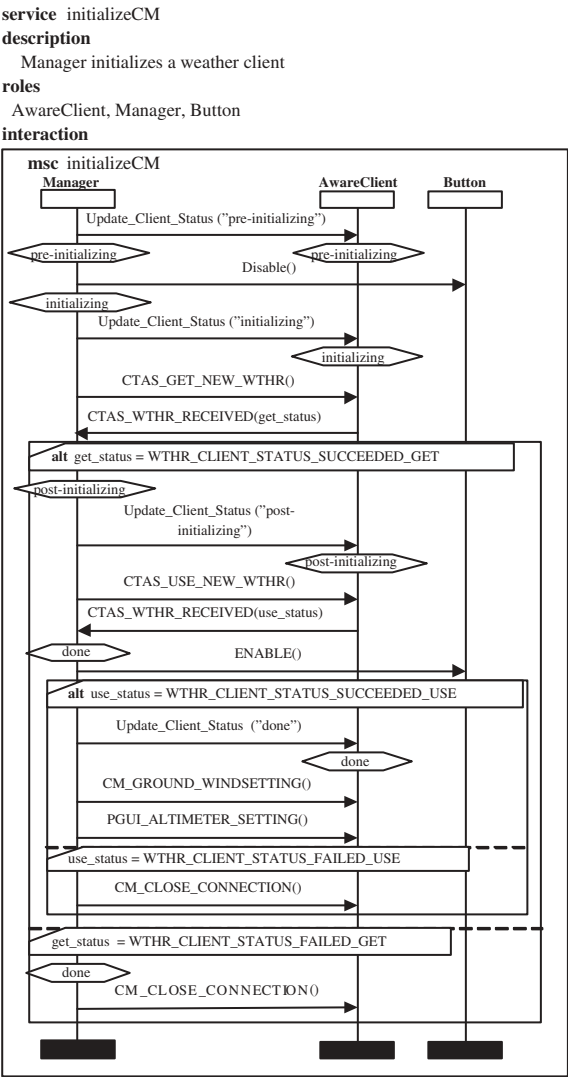 service initializeCM
description
Manager initializes a weather client
roles
AwareClient, Manager, Button
interaction
msc initializeCM
Manager AwareClient Button
Update_Client_Status ("pre-initializing")
pre-initializing pre-initializing
Disable()
initializing
Update_Client_Status ("initializing")
initializing
CTAS_GET_NEW_WTHR()
CTAS_WTHR_RECEIVED(get_status)
alt get_status = WTHR_CLIENT_STATUS_SUCCEEDED_GET
post-initializing
Update_Client_Status ("post-
initializing")
post-initializing
CTAS_USE_NEW_WTHR()
CTAS_WTHR_RECEIVED(use_status)
done ENABLE()
alt use_status = WTHR_CLIENT_STATUS_SUCCEEDED_USE
Update_Client_Status ("done")
done
CM_GROUND_WINDSETTING()
PGUI_ALTIMETER_SETTING()
use_status = WTHR_CLIENT_STATUS_FAILED_USE
CM_CLOSE_CONNECTION()
get_status = WTHR_CLIENT_STATUS_FAILED_GET
done
CM_CLOSE_CONNECTION()